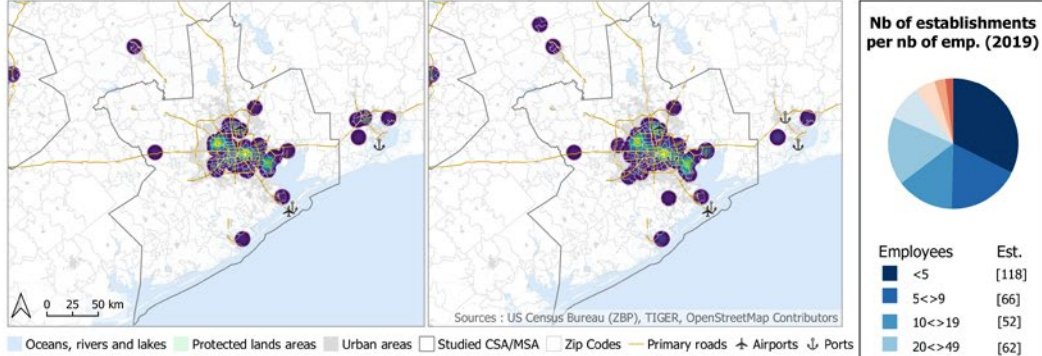 Nb of establishments
per nb of emp. (2019)
Employees Est.
<5 [118]
5<>9 [66]
10<>19 [52]
20<>49 [62]
0 25 50 km
Sources : US Census Bureau (ZBP), TIGER, OpenStreetMap Contributors
Oceans, rivers and lakes Protected lands areas Urban areas Studied CSA/MSA Zip Codes Primary roads Airports Ports